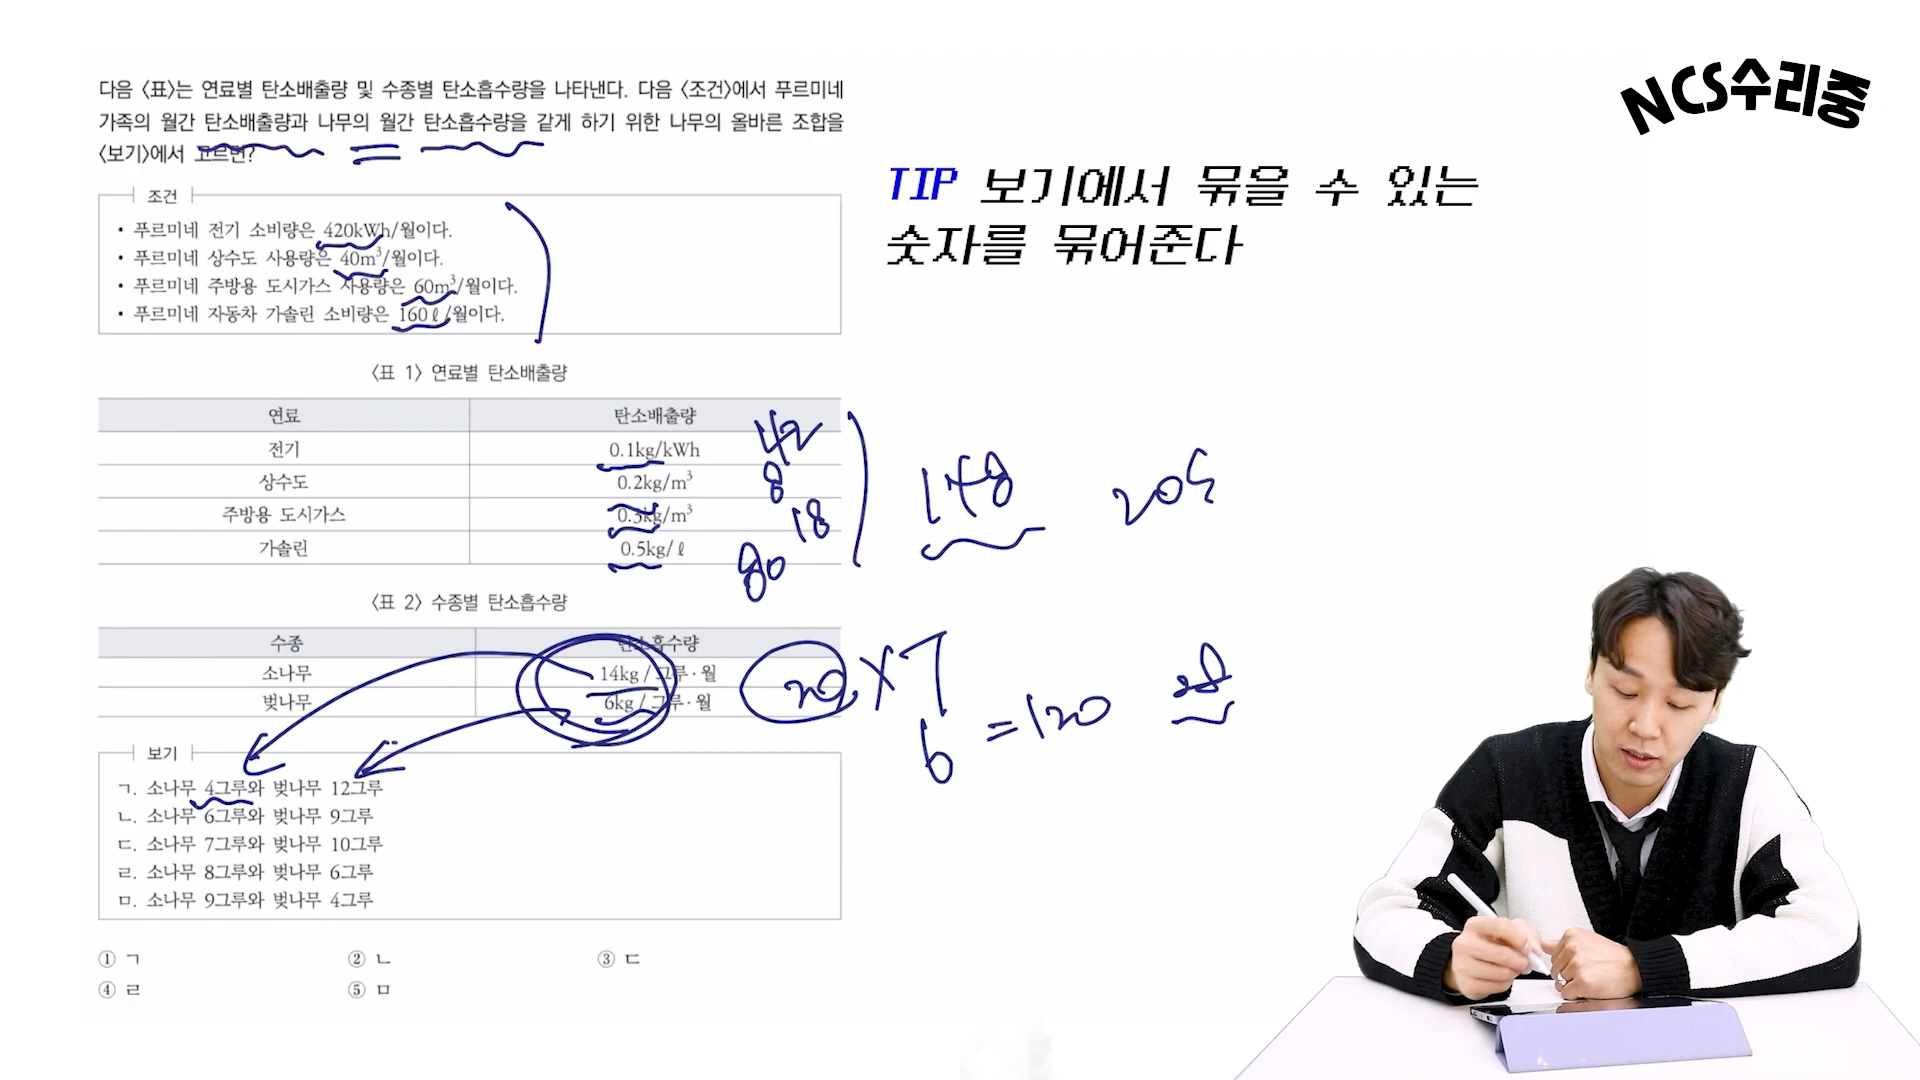 다음 〈표〉는 연료별 탄소배출량 및 수종별 탄소흡수량을 나타낸다. 다음 〈조건〉에서 푸르미네
가족의 월간 탄소배출량과 나무의 월간 탄소흡수량을 같게 하기 위한 나무의 올바른 조합을
〈보기〉에서 고르면?
조건
• 푸르미네 전기 소비량은 420kWh/월이다.
• 푸르미네 상수도 사용량은 40m³/월이다.
• 푸르미네 주방용 도시가스 사용량은 60m³/월이다.
• 푸르미네 자동차 가솔린 소비량은 160ℓ/월이다.
〈표 1〉 연료별 탄소배출량
연료 탄소배출량
전기 0.1kg/kWh 42
상수도 0.2kg/m³ 8
주방용 도시가스 0.3kg/m³ 18
가솔린 0.5kg/ℓ 80
148
〈표 2〉 수종별 탄소흡수량
수종 탄소흡수량
소나무 14kg/그루·월
벚나무 6kg/그루·월
20×7
6 =120
보기
ㄱ. 소나무 4그루와 벚나무 12그루
ㄴ. 소나무 6그루와 벚나무 9그루
ㄷ. 소나무 7그루와 벚나무 10그루
ㄹ. 소나무 8그루와 벚나무 6그루
ㅁ. 소나무 9그루와 벚나무 4그루
① ㄱ ② ㄴ ③ ㄷ
④ ㄹ ⑤ ㅁ
NCS수리중
TIP 보기에서 묶을 수 있는
숫자를 묶어준다